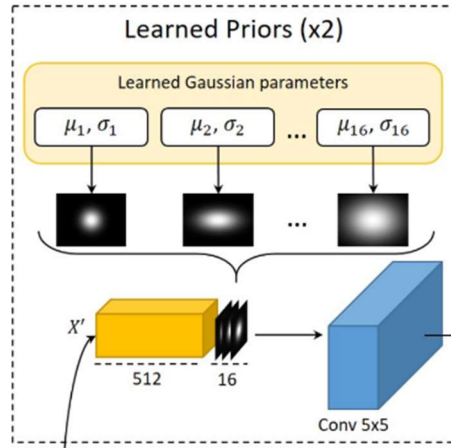 Learned Priors (x2)
Learned Gaussian parameters
μ₁, σ₁ μ₂, σ₂ ... μ₁₆, σ₁₆
...
X'
512 16
Conv 5x5